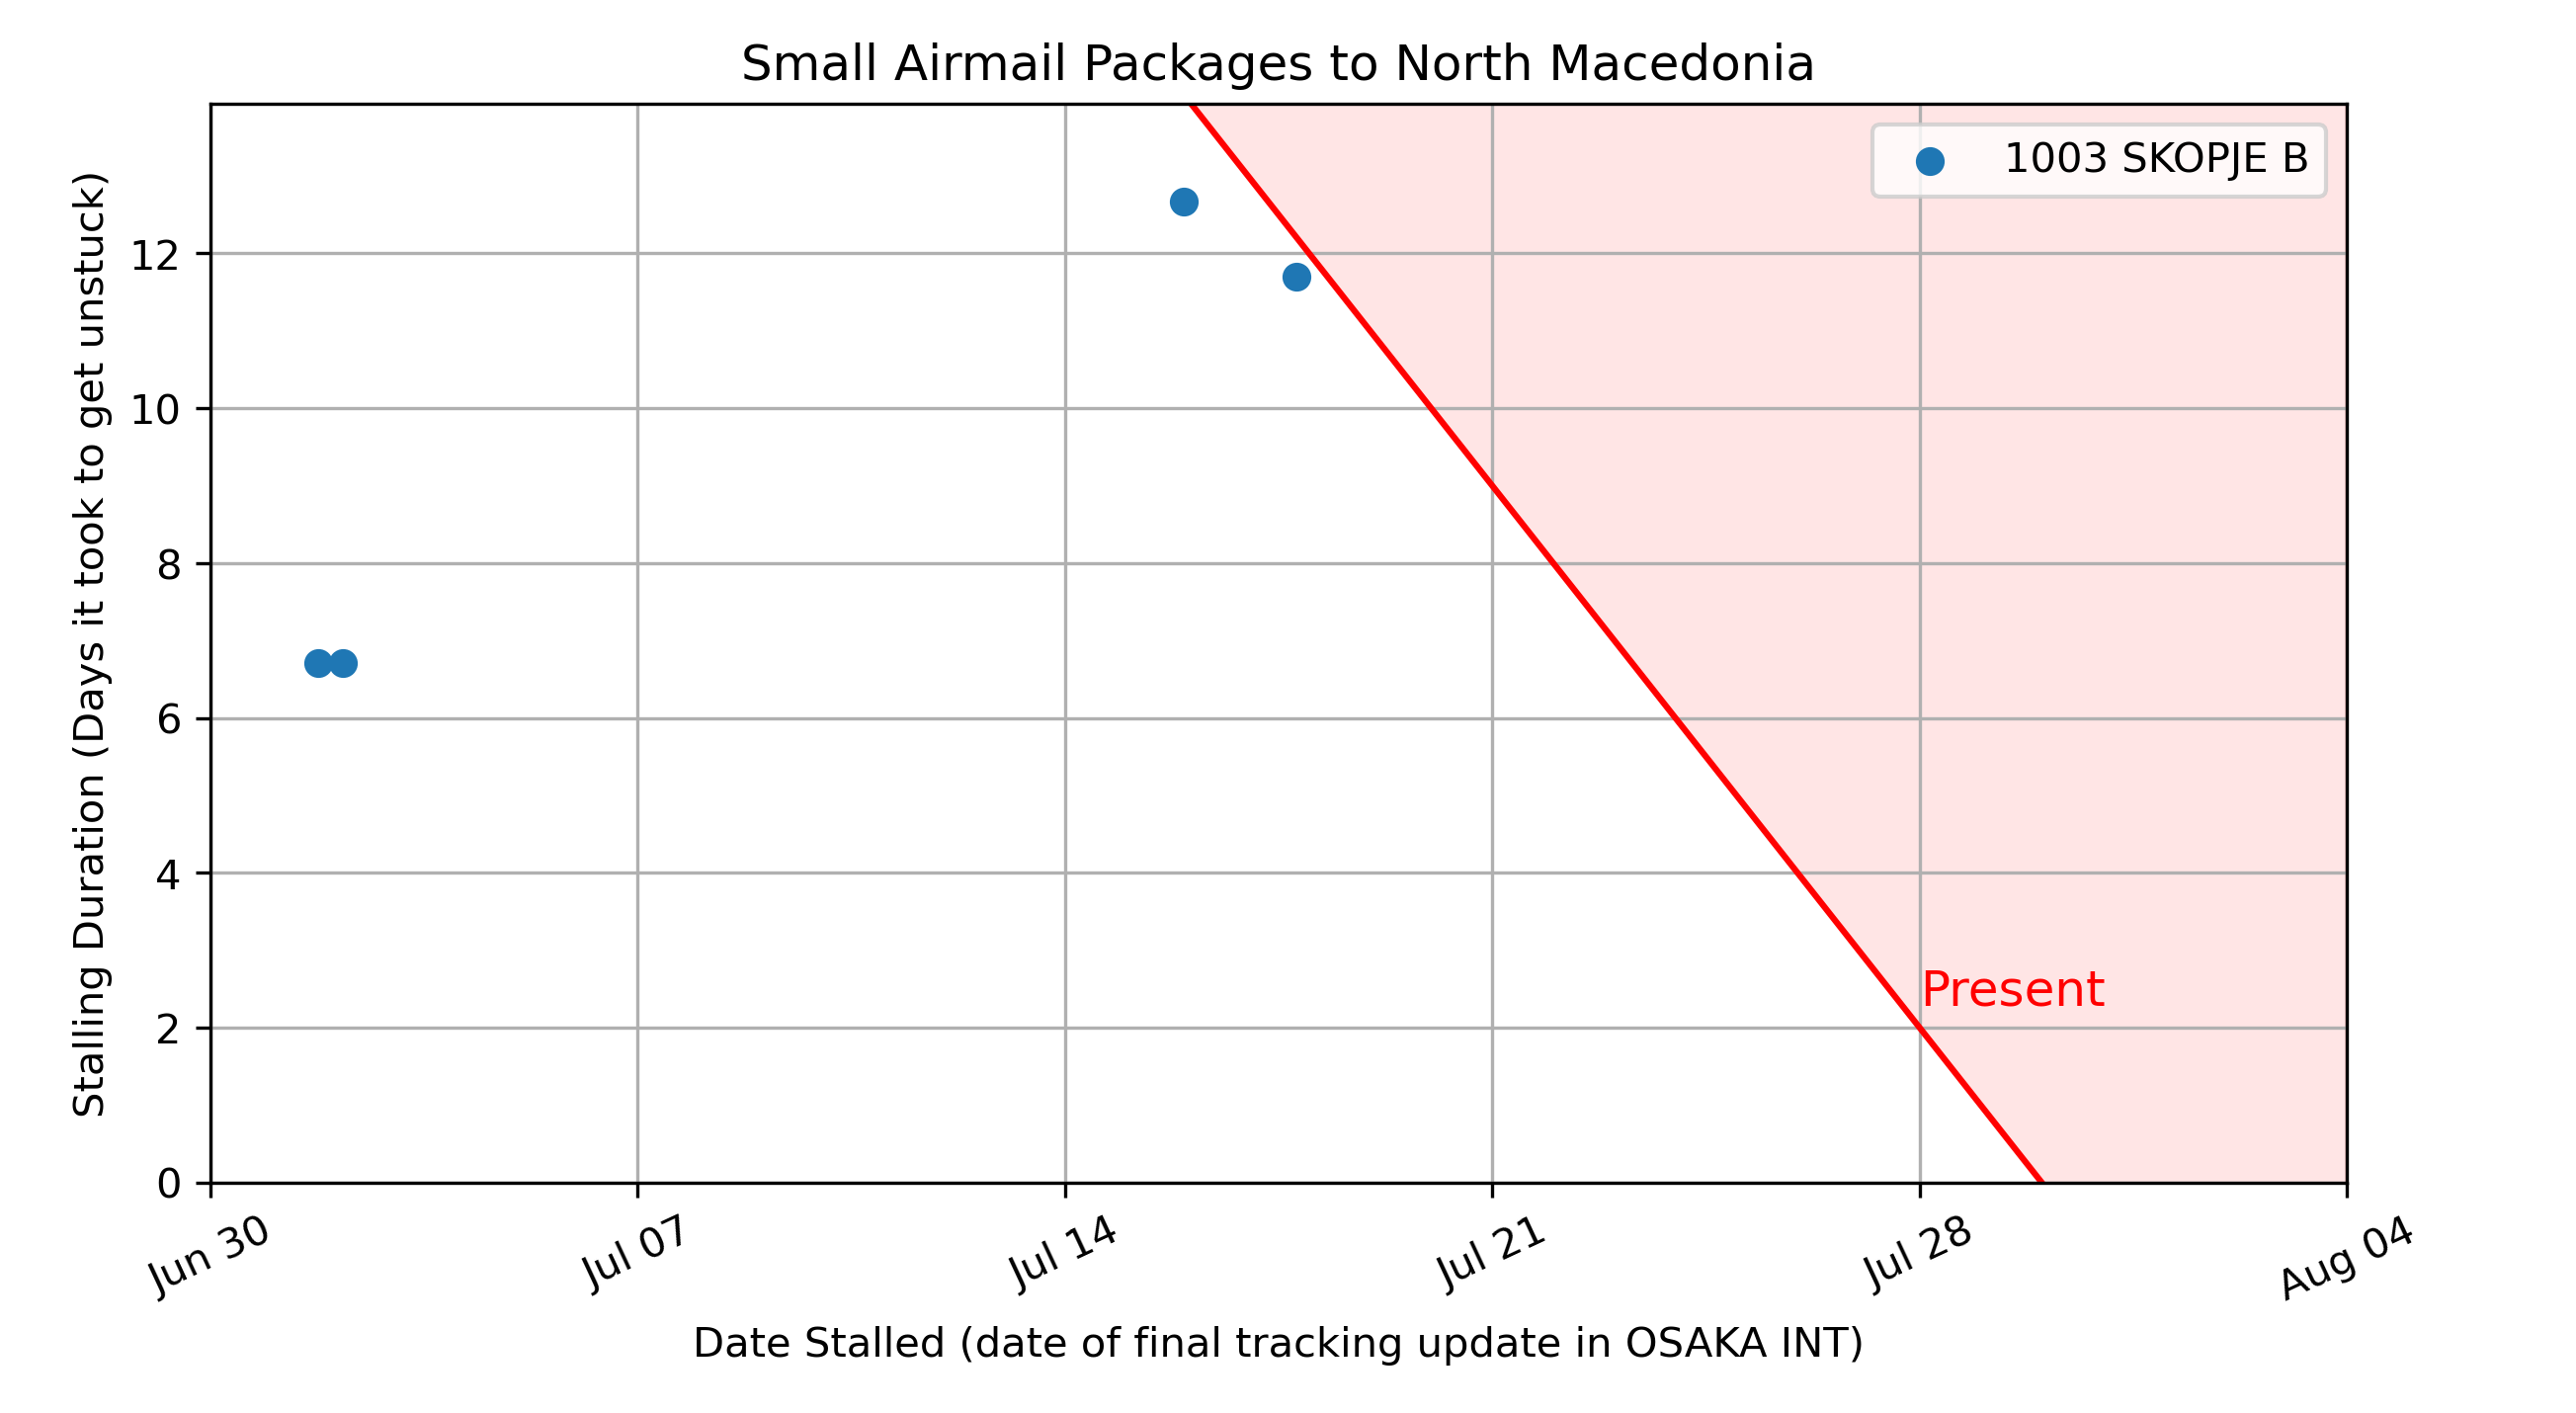 Small Airmail Packages to North Macedonia
1003 SKOPJE B
Stalling Duration (Days it took to get unstuck)
12
10
8
6
4
2
0
Present
Jun 30
Jul 07
Jul 14
Jul 21
Jul 28
Aug 04
Date Stalled (date of final tracking update in OSAKA INT)